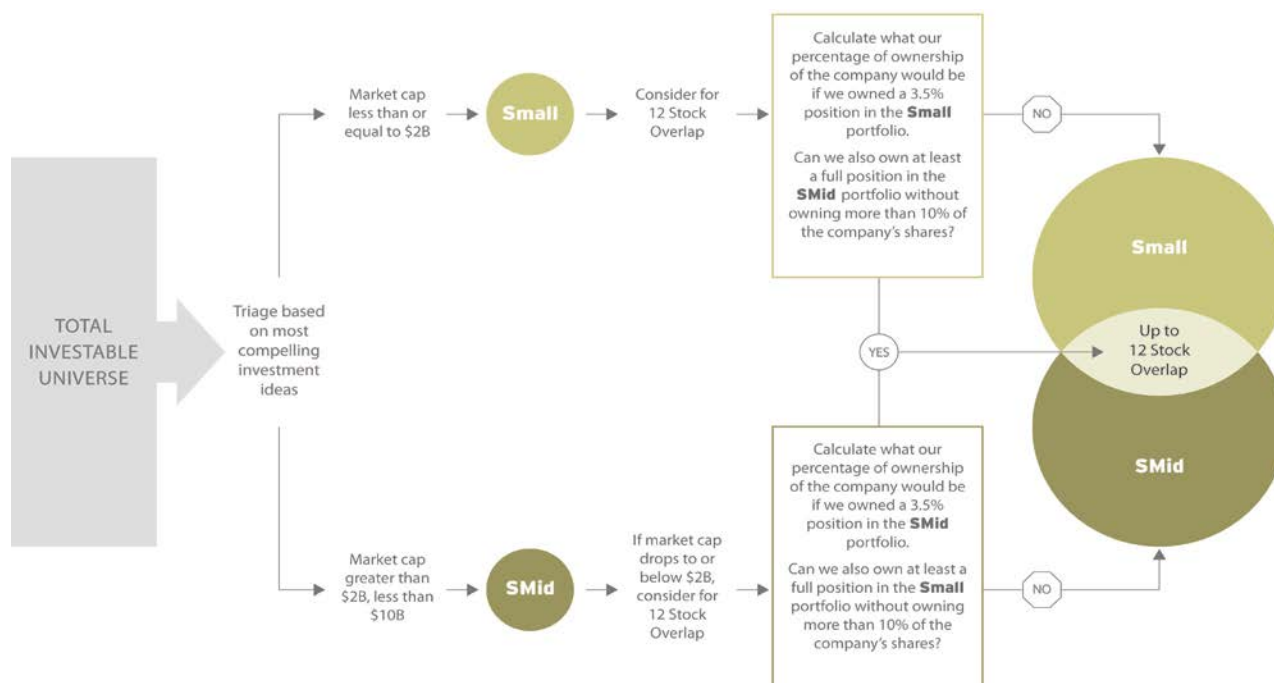 TOTAL
INVESTABLE
UNIVERSE
Triage based
on most
compelling
investment
ideas
Market cap
less than or
equal to $2B
Small
Consider for
12 Stock
Overlap
Calculate what our
percentage of ownership
of the company would be
if we owned a 3.5%
position in the Small
portfolio.
Can we also own at least
a full position in the
SMid portfolio without
owning more than 10% of
the company's shares?
NO
YES
Small
Up to
12 Stock
Overlap
SMid
Market cap
greater than
$2B, less than
$10B
SMid
If market cap
drops to or
below $2B,
consider for
12 Stock
Overlap
Calculate what our
percentage of ownership
of the company would be
if we owned a 3.5%
position in the SMid
portfolio.
Can we also own at least a
full position in the Small
portfolio without owning
more than 10% of the
company's shares?
NO